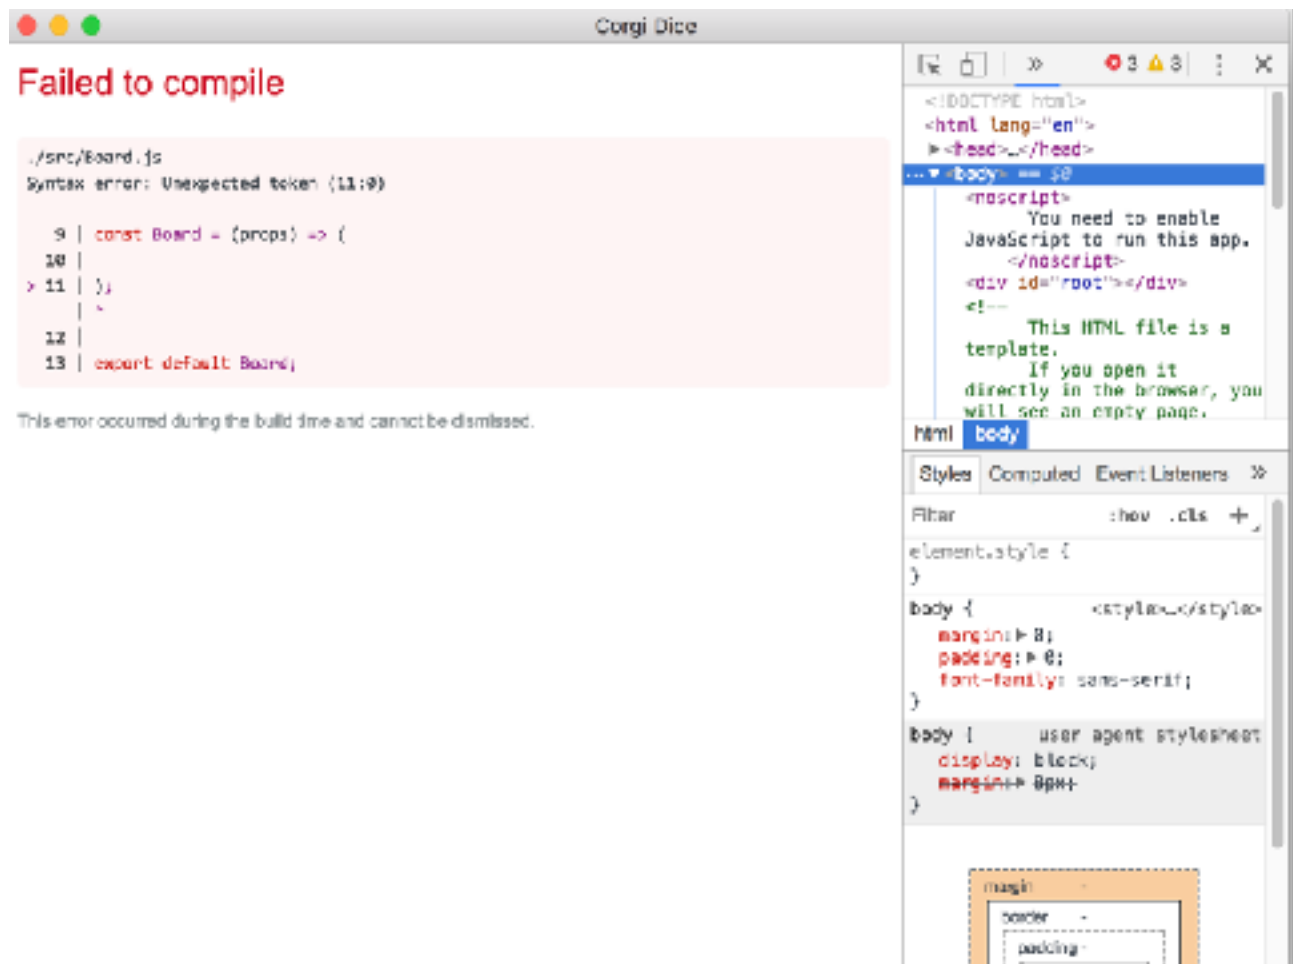 Corgi Dice
Failed to compile
./src/Board.js
Syntax error: Unexpected token (11:0)
9 | const Board = (props) => (
10 |
> 11 | );
| ^
12 |
13 | export default Board;
This error occurred during the build time and cannot be dismissed.
» 3 3 ⋮ ×
<!DOCTYPE html>
<html lang="en">
▶<head>…</head>
···▼<body> == $0
<noscript>
You need to enable
JavaScript to run this app.
</noscript>
<div id="root"></div>
<!--
This HTML file is a
template.
If you open it
directly in the browser, you
will see an empty page.
html body
Styles Computed Event Listeners »
Filter :hov .cls +
element.style {
}
body { <style>…</style>
margin:▶ 0;
padding:▶ 0;
font-family: sans-serif;
}
body { user agent stylesheet
display: block;
margin:▶ 8px;
}
margin -
border -
padding -